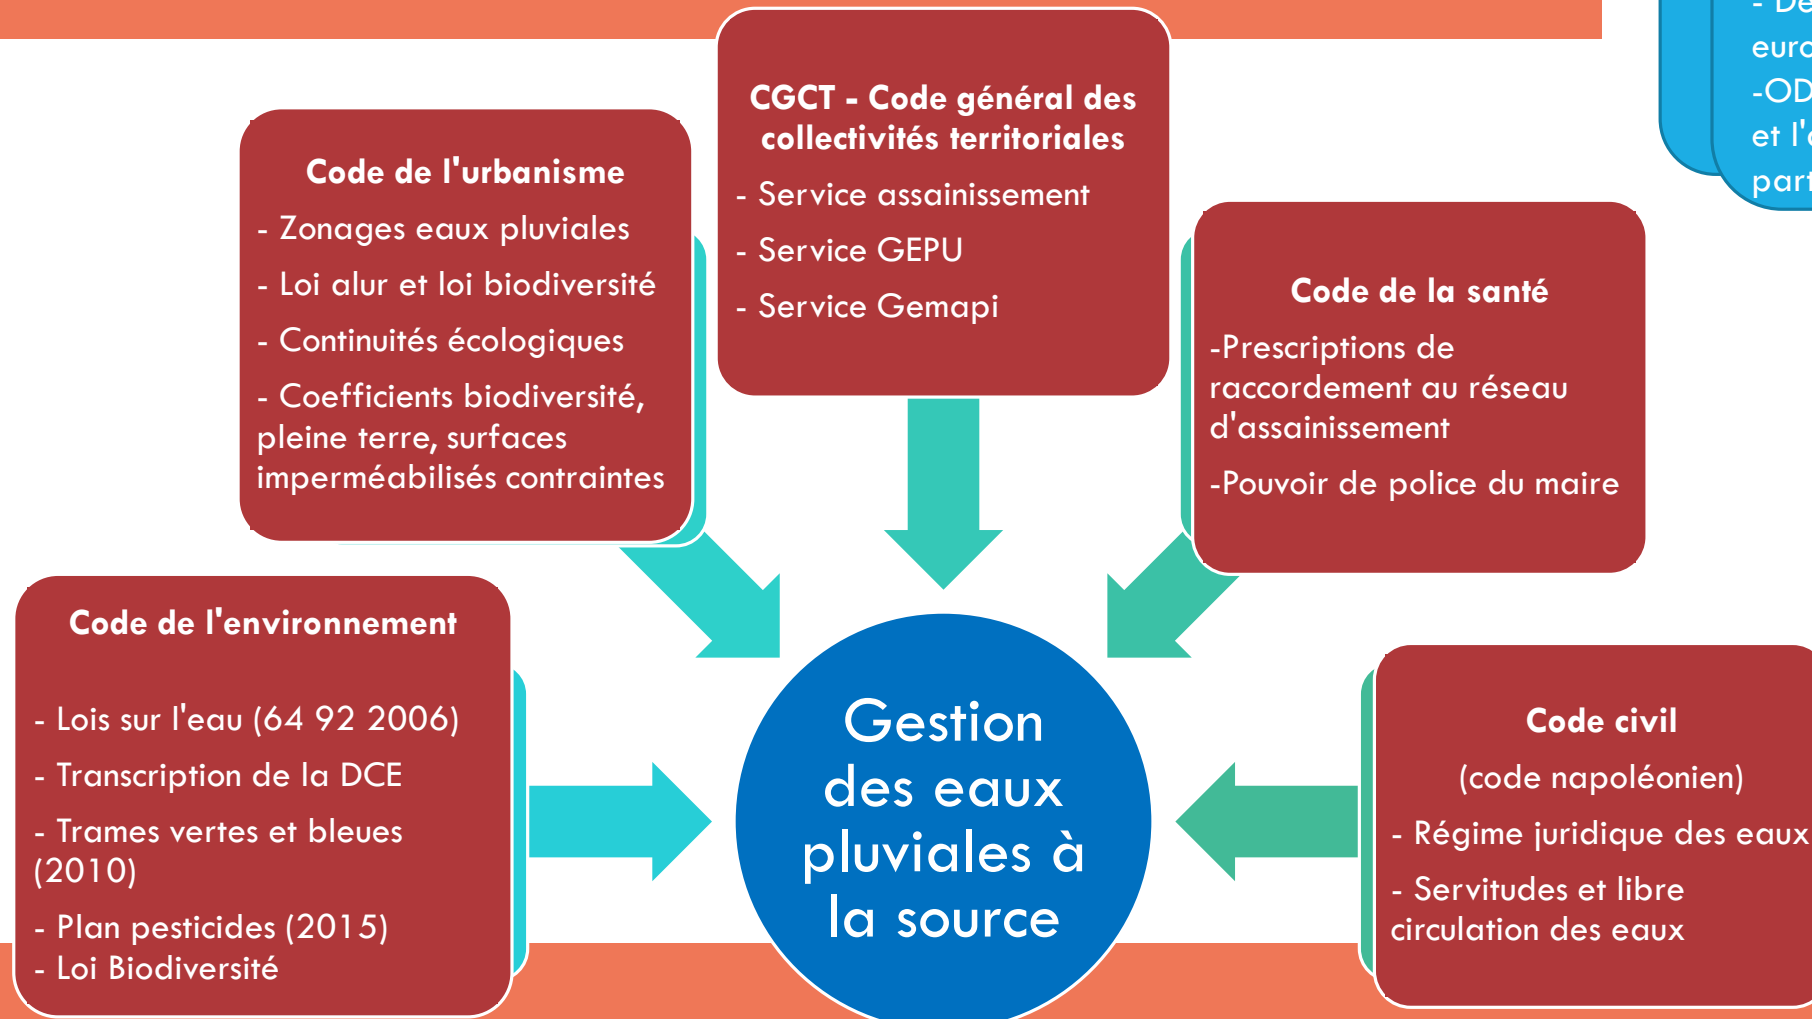 CGCT - Code général des
collectivités territoriales
- Service assainissement
- Service GEPU
- Service Gemapi
Code de l'urbanisme
- Zonages eaux pluviales
- Loi alur et loi biodiversité
- Continuités écologiques
- Coefficients biodiversité,
pleine terre, surfaces
imperméabilisés contraintes
Code de la santé
-Prescriptions de
raccordement au réseau
d'assainissement
-Pouvoir de police du maire
Code de l'environnement
- Lois sur l'eau (64 92 2006)
- Transcription de la DCE
- Trames vertes et bleues
(2010)
- Plan pesticides (2015)
- Loi Biodiversité
Gestion
des eaux
pluviales à
la source
Code civil
(code napoléonien)
- Régime juridique des eaux
- Servitudes et libre
circulation des eaux
et